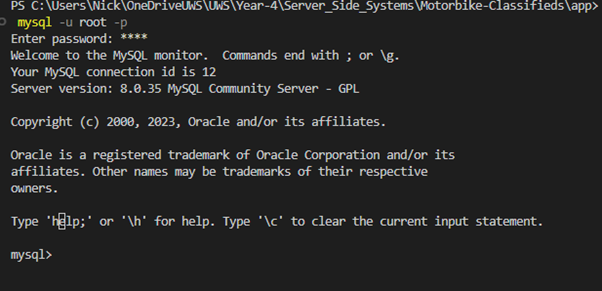 PS C:\Users\Nick\OneDriveUWS\UWS\Year-4\Server_Side_Systems\Motorbike-Classifieds\app>
mysql -u root -p
Enter password: ****
Welcome to the MySQL monitor.  Commands end with ; or \g.
Your MySQL connection id is 12
Server version: 8.0.35 MySQL Community Server - GPL
Copyright (c) 2000, 2023, Oracle and/or its affiliates.
Oracle is a registered trademark of Oracle Corporation and/or its
affiliates. Other names may be trademarks of their respective
owners.
Type 'help;' or '\h' for help. Type '\c' to clear the current input statement.
mysql>